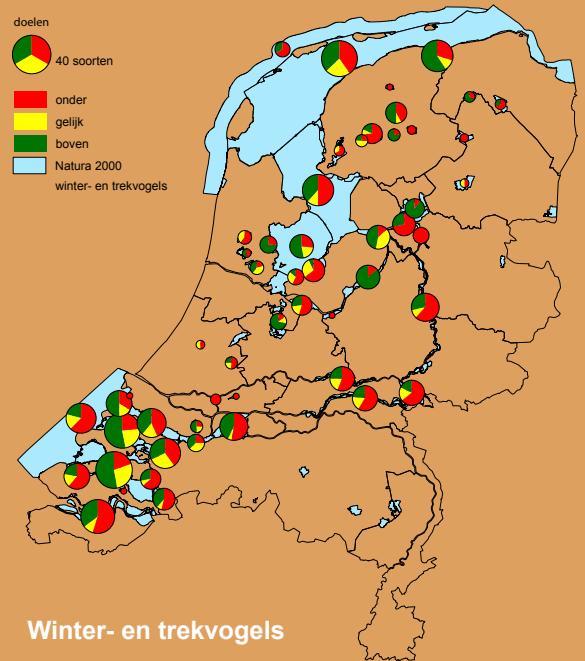 doelen
40 soorten
onder
gelijk
boven
Natura 2000
winter- en trekvogels
Winter- en trekvogels